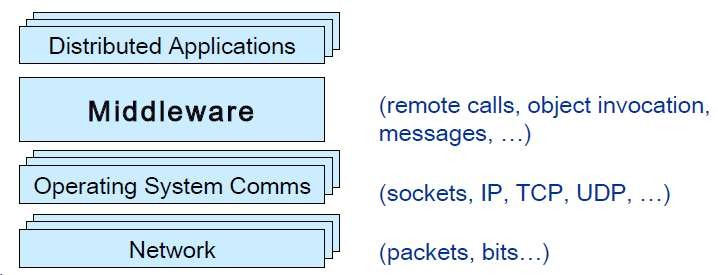 Distributed Applications
Middleware
(remote calls, object invocation,
messages, ...)
Operating System Comms
(sockets, IP, TCP, UDP, ...)
Network
(packets, bits...)